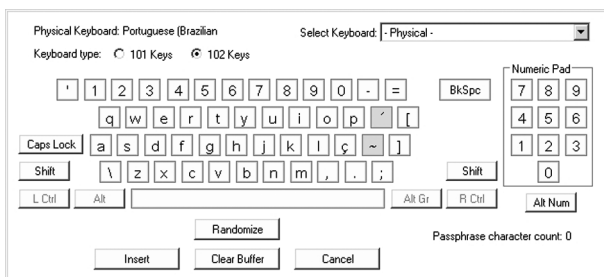 Physical Keyboard: Portuguese (Brazilian
Select Keyboard: - Physical -
Keyboard type: 101 Keys 102 Keys
Numeric Pad
' 1 2 3 4 5 6 7 8 9 0 - = BkSpc 7 8 9
q w e r t y u i o p ´ [ 4 5 6
Caps Lock a s d f g h j k l ç ~ ] 1 2 3
Shift \ z x c v b n m , . ; Shift 0
L Ctrl Alt Alt Gr R Ctrl Alt Num
Randomize
Passphrase character count: 0
Insert Clear Buffer Cancel